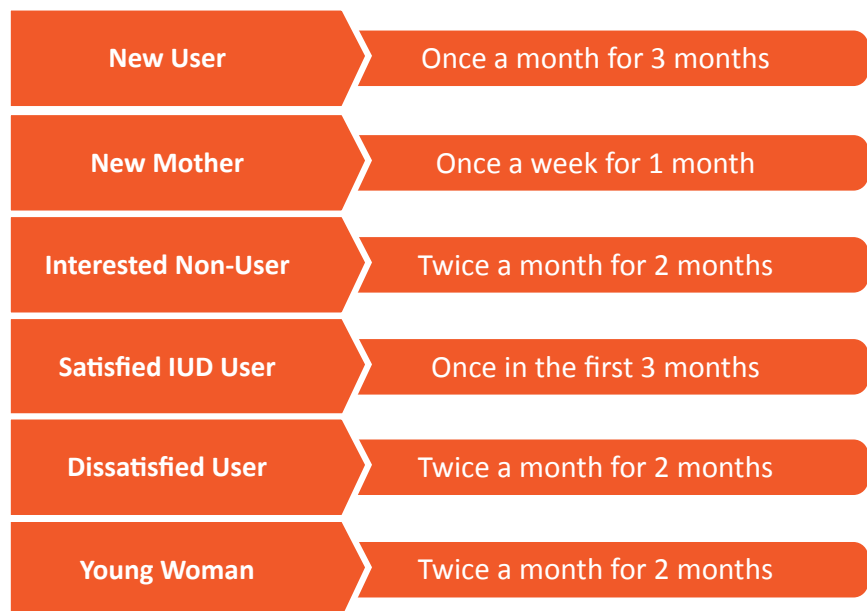 New User
Once a month for 3 months
New Mother
Once a week for 1 month
Interested Non-User
Twice a month for 2 months
Satisfied IUD User
Once in the first 3 months
Dissatisfied User
Twice a month for 2 months
Young Woman
Twice a month for 2 months